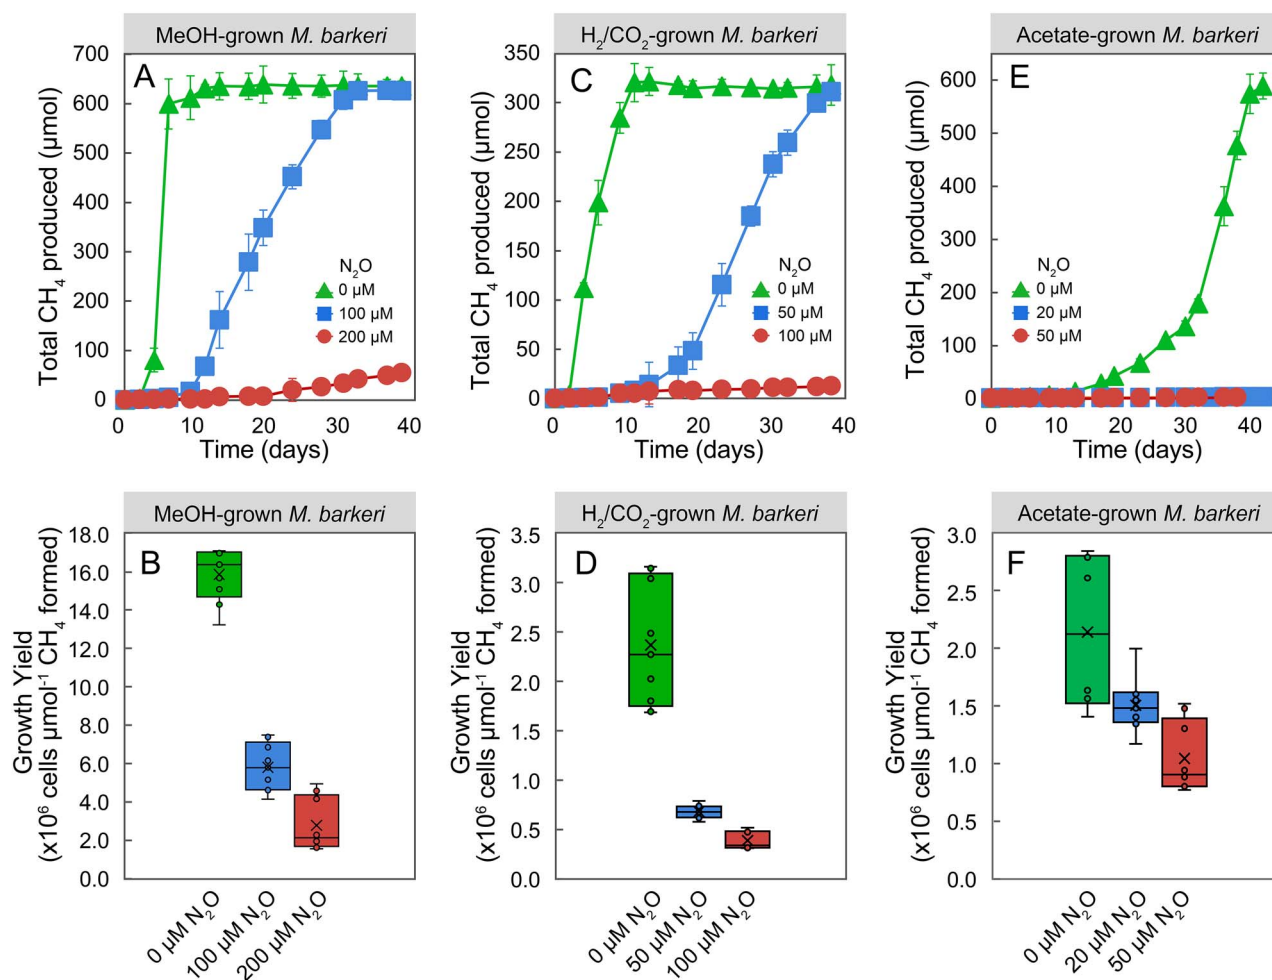 MeOH-grown M. barkeri
A
Total CH4 produced (µmol)
700
600
500
400
300
200
100
0
N2O
0 µM
100 µM
200 µM
0 10 20 30 40
Time (days)
H2/CO2-grown M. barkeri
C
Total CH4 produced (µmol)
350
300
250
200
150
100
50
0
N2O
0 µM
50 µM
100 µM
0 10 20 30 40
Time (days)
Acetate-grown M. barkeri
E
Total CH4 produced (µmol)
600
500
400
300
200
100
0
N2O
0 µM
20 µM
50 µM
0 10 20 30 40
Time (days)
MeOH-grown M. barkeri
B
Growth Yield
(x10⁶ cells µmol⁻¹ CH4 formed)
18.0
16.0
14.0
12.0
10.0
8.0
6.0
4.0
2.0
0.0
0 µM N2O
100 µM N2O
200 µM N2O
H2/CO2-grown M. barkeri
D
Growth Yield
(x10⁶ cells µmol⁻¹ CH4 formed)
3.5
3.0
2.5
2.0
1.5
1.0
0.5
0.0
0 µM N2O
50 µM N2O
100 µM N2O
Acetate-grown M. barkeri
F
Growth Yield
(x10⁶ cells µmol⁻¹ CH4 formed)
3.0
2.5
2.0
1.5
1.0
0.5
0.0
0 µM N2O
20 µM N2O
50 µM N2O